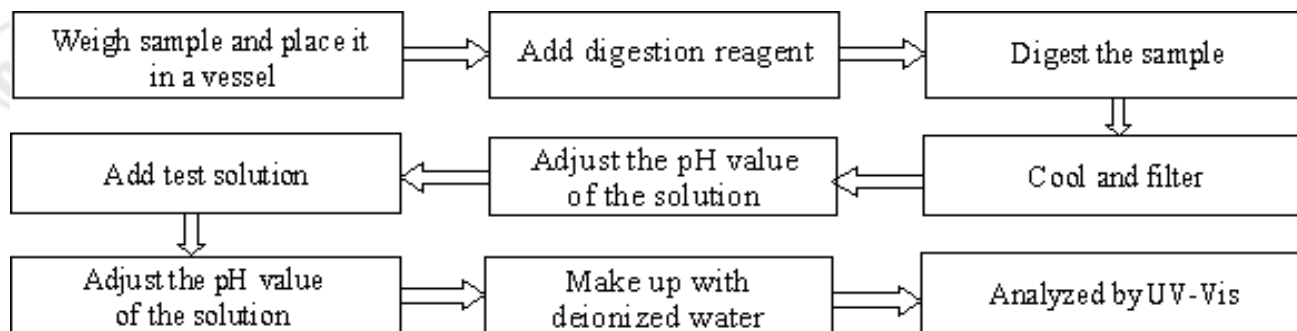 Weigh sample and place it
in a vessel
Add digestion reagent
Digest the sample
Cool and filter
Adjust the pH value
of the solution
Add test solution
Adjust the pH value
of the solution
Make up with
deionized water
Analyzed by UV-Vis